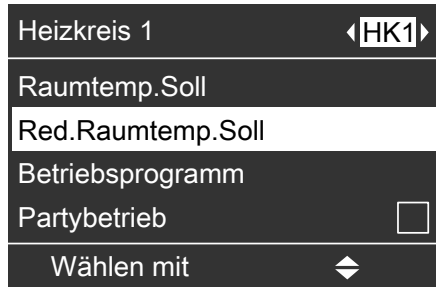 Heizkreis 1 HK1
Raumtemp.Soll
Red.Raumtemp.Soll
Betriebsprogramm
Partybetrieb
Wählen mit